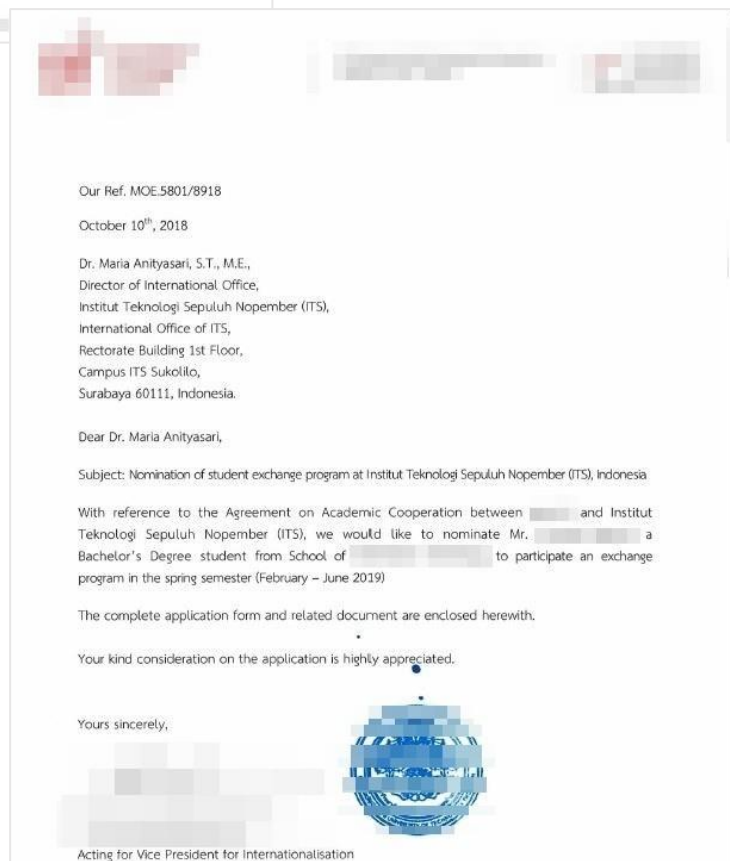 Our Ref. MOE.5801/8918
October 10th, 2018
Dr. Maria Anityasari, S.T., M.E.,
Director of International Office,
Institut Teknologi Sepuluh Nopember (ITS),
International Office of ITS,
Rectorate Building 1st Floor,
Campus ITS Sukolilo,
Surabaya 60111, Indonesia.
Dear Dr. Maria Anityasari,
Subject: Nomination of student exchange program at Institut Teknologi Sepuluh Nopember (ITS), Indonesia
With reference to the Agreement on Academic Cooperation between and Institut
Teknologi Sepuluh Nopember (ITS), we would like to nominate Mr. a
Bachelor's Degree student from School of to participate an exchange
program in the spring semester (February – June 2019)
The complete application form and related document are enclosed herewith.
Your kind consideration on the application is highly appreciated.
Yours sincerely,
Acting for Vice President for Internationalisation